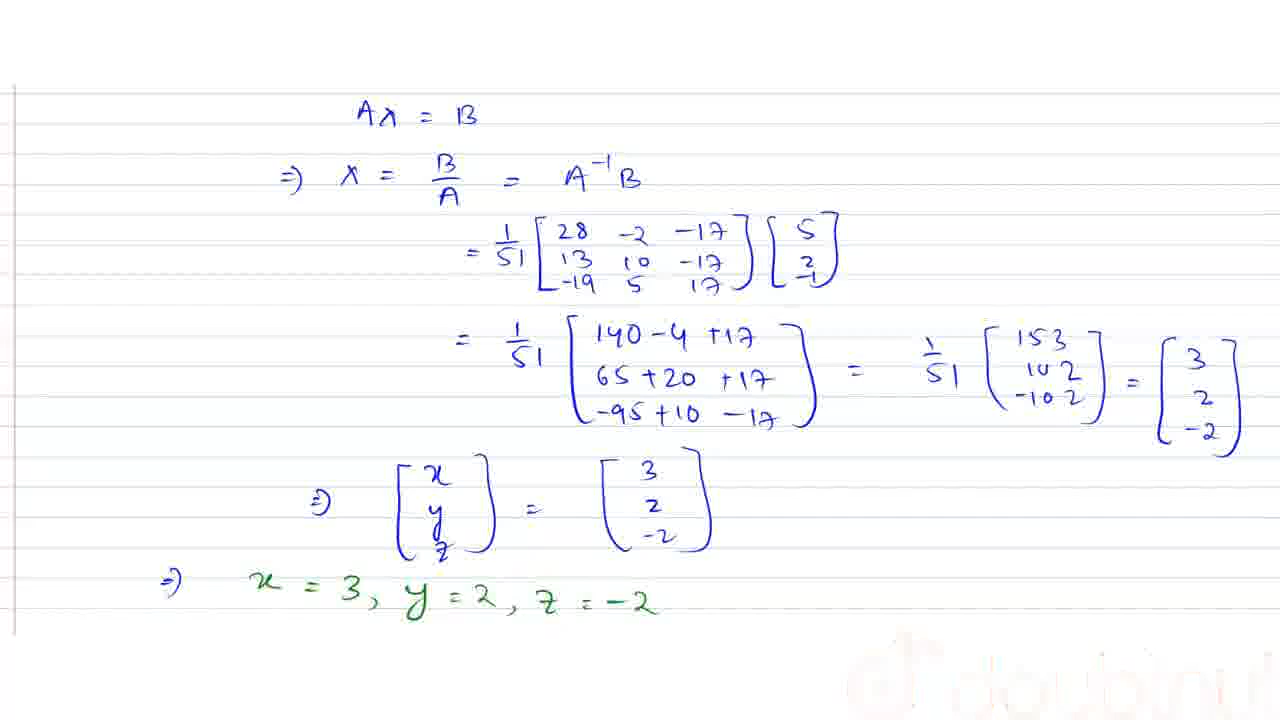 AX = B
⇒ X = B/A = A⁻¹B
= 1/51 [28 -2 -17; 13 10 -17; -19 5 17] [5; 2; -1]
= 1/51 [140-4+17; 65+20+17; -95+10-17] = 1/51 [153; 102; -102] = [3; 2; -2]
⇒ [x; y; z] = [3; 2; -2]
⇒ x = 3, y = 2, z = -2
doubtnut